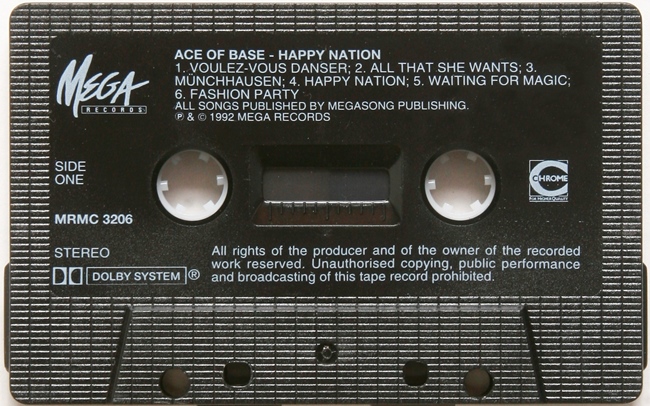 MEGA
RECORDS
ACE OF BASE - HAPPY NATION
1. VOULEZ-VOUS DANSER; 2. ALL THAT SHE WANTS; 3.
MÜNCHHAUSEN; 4. HAPPY NATION; 5. WAITING FOR MAGIC;
6. FASHION PARTY
ALL SONGS PUBLISHED BY MEGASONG PUBLISHING.
℗ & © 1992 MEGA RECORDS
SIDE
ONE
CHROME
FOR HIGHER QUALITY
MRMC 3206
STEREO
DOLBY SYSTEM ®
All rights of the producer and of the owner of the recorded
work reserved. Unauthorised copying, public performance
and broadcasting of this tape record prohibited.